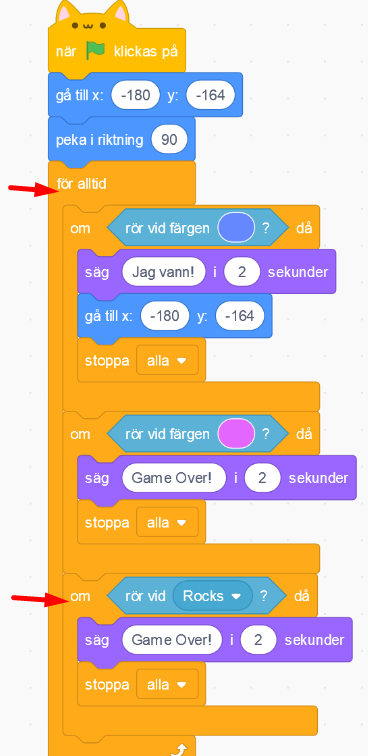 när klickas på
gå till x: -180 y: -164
peka i riktning 90
för alltid
om rör vid färgen ? då
säg Jag vann! i 2 sekunder
gå till x: -180 y: -164
stoppa alla
om rör vid färgen ? då
säg Game Over! i 2 sekunder
stoppa alla
om rör vid Rocks ? då
säg Game Over! i 2 sekunder
stoppa alla